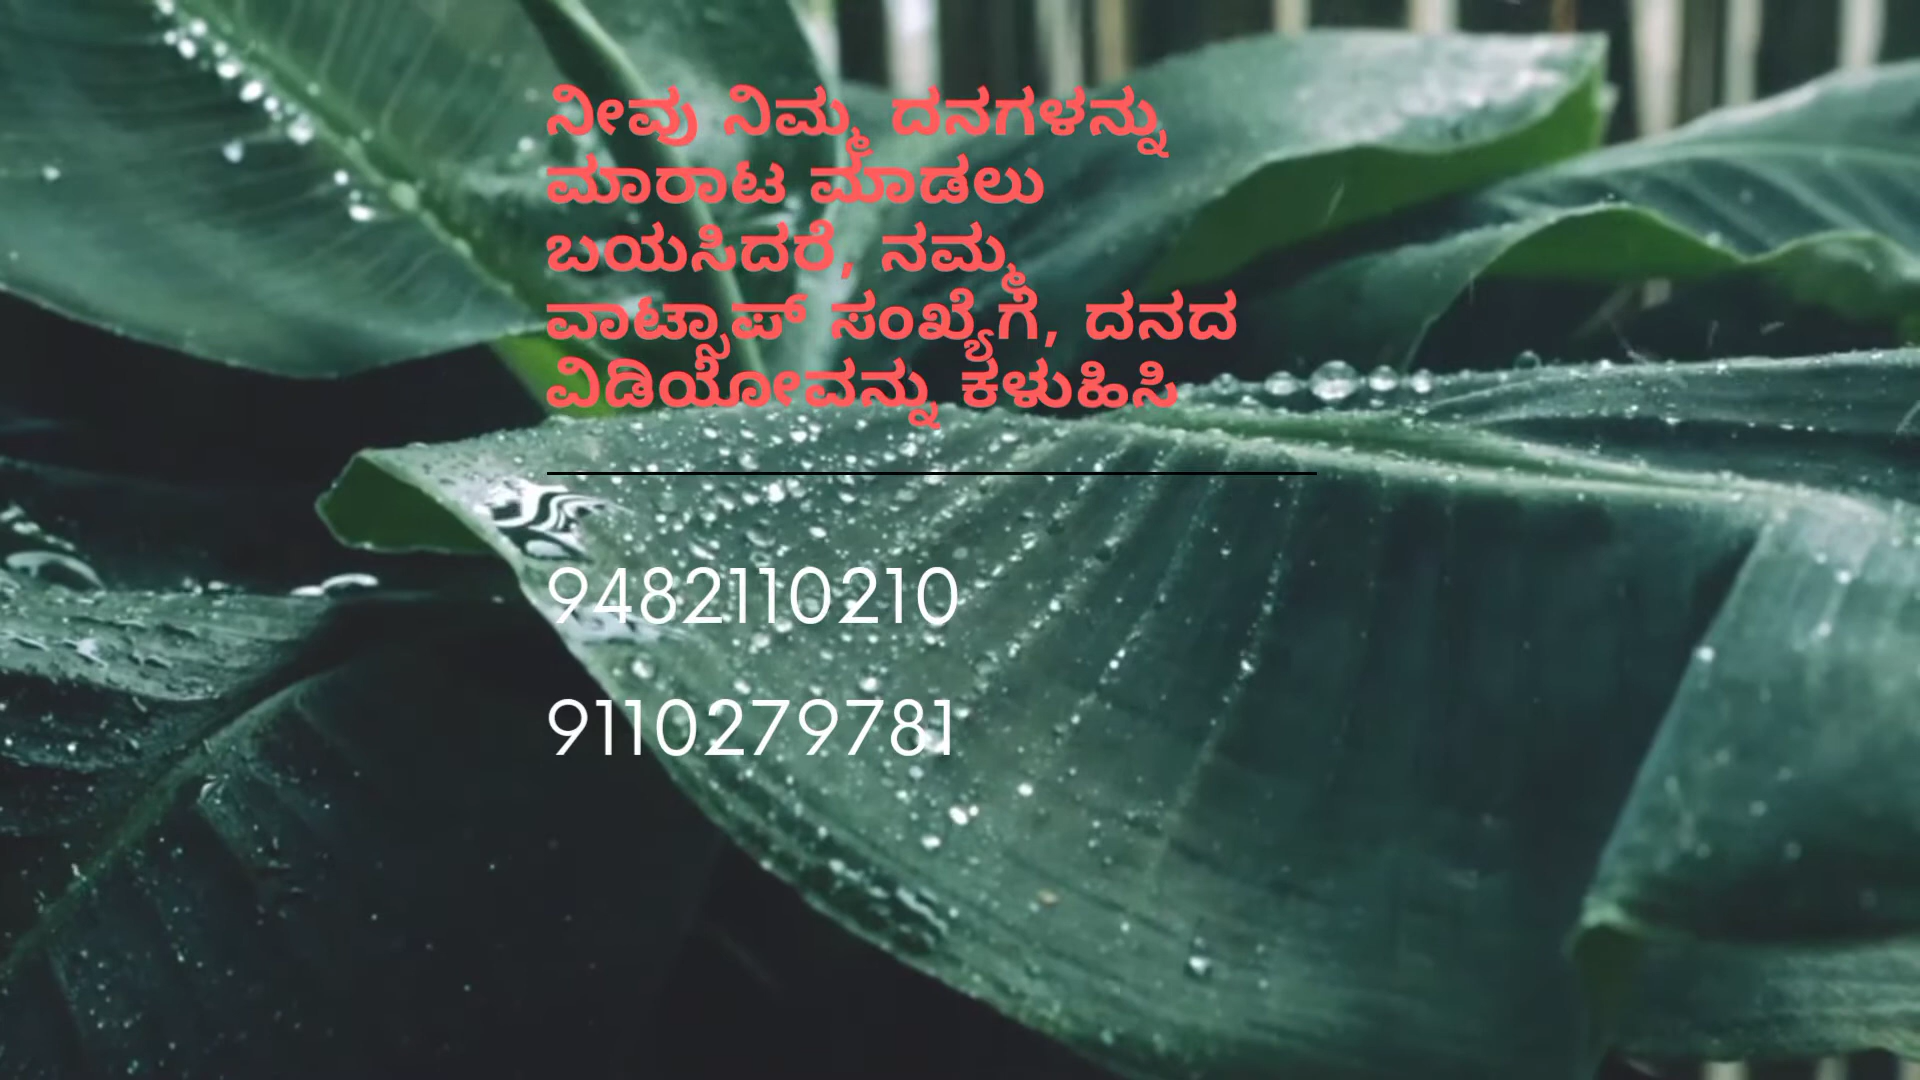 ನೀವು ನಿಮ್ಮ ದನಗಳನ್ನು
ಮಾರಾಟ ಮಾಡಲು
ಬಯಸಿದರೆ, ನಮ್ಮ
ವಾಟ್ಸಾಪ್ ಸಂಖ್ಯೆಗೆ, ದನದ
ವಿಡಿಯೋವನ್ನು ಕಳುಹಿಸಿ
9482110210
9110279781